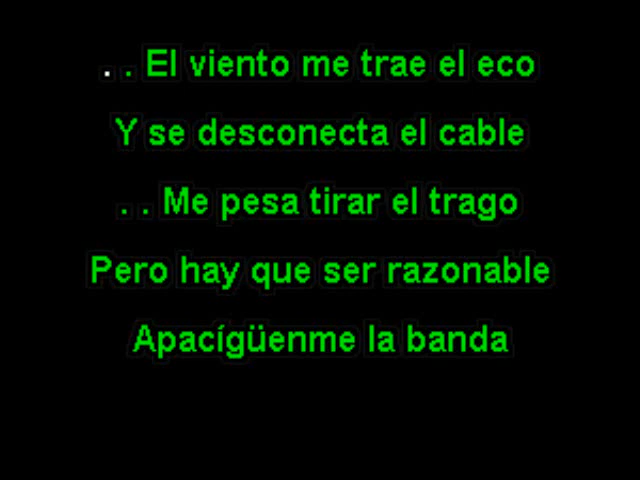 . . El viento me trae el eco
Y se desconecta el cable
. . Me pesa tirar el trago
Pero hay que ser razonable
Apacígüenme la banda